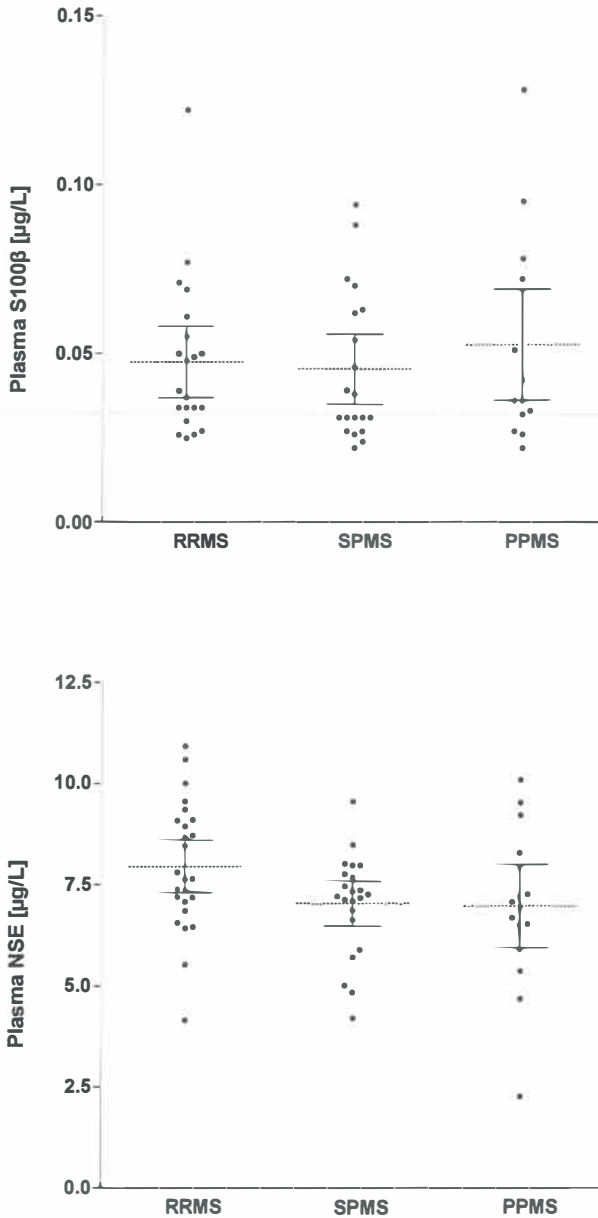 Plasma S100β [µg/L]
0.15
0.10
0.05
0.00
RRMS SPMS PPMS
Plasma NSE [µg/L]
12.5
10.0
7.5
5.0
2.5
0.0
RRMS SPMS PPMS